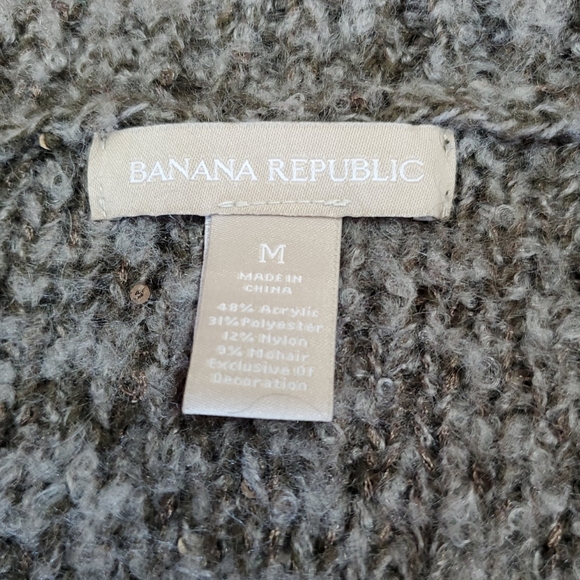 BANANA REPUBLIC
M
MADE IN
CHINA
48% Acrylic
31% Polyester
12% Nylon
9% Mohair
Exclusive Of
Decoration